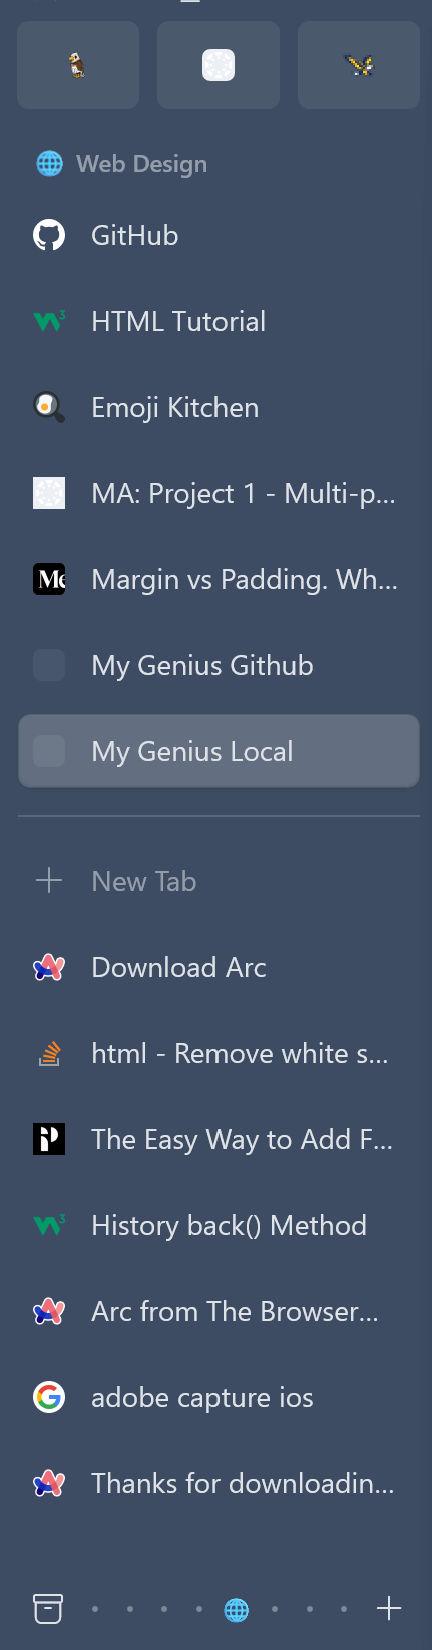 Web Design
GitHub
HTML Tutorial
Emoji Kitchen
MA: Project 1 - Multi-p...
Me
Margin vs Padding. Wh...
My Genius Github
My Genius Local
New Tab
Download Arc
html - Remove white s...
The Easy Way to Add F...
History back() Method
Arc from The Browser...
adobe capture ios
Thanks for downloadin...